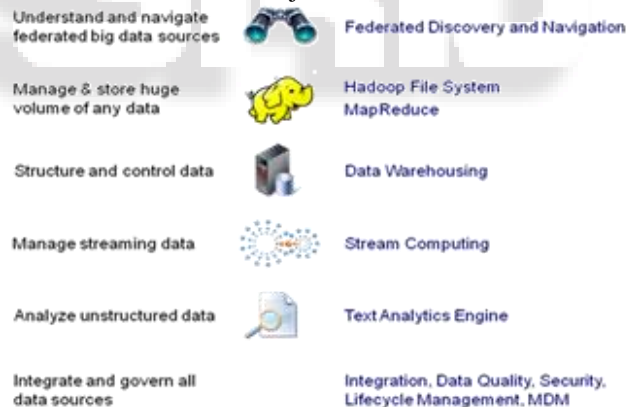 Understand and navigate
federated big data sources
Federated Discovery and Navigation
Manage & store huge
volume of any data
Hadoop File System
MapReduce
Structure and control data
Data Warehousing
Manage streaming data
Stream Computing
Analyze unstructured data
Text Analytics Engine
Integrate and govern all
data sources
Integration, Data Quality, Security,
Lifecycle Management, MDM